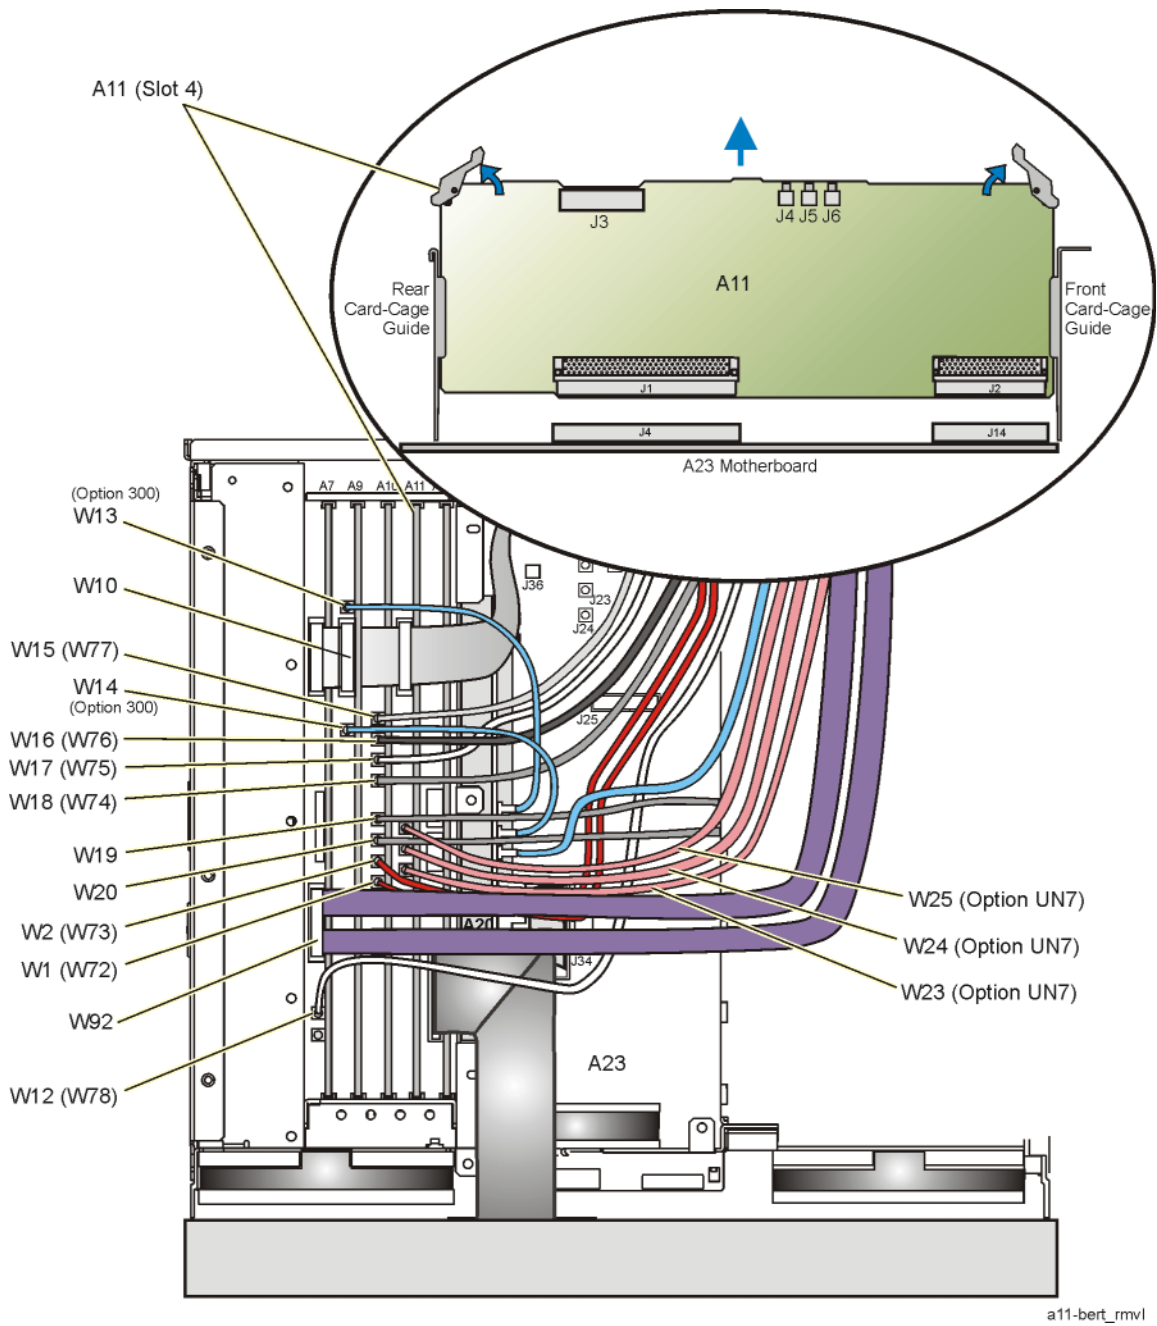 A11 (Slot 4)
J3
J4 J5 J6
A11
Rear
Card-Cage
Guide
Front
Card-Cage
Guide
J1
J2
J4
J14
A23 Motherboard
A7 A9 A10 A11
(Option 300)
W13
W10
W15 (W77)
W14
(Option 300)
W16 (W76)
W17 (W75)
W18 (W74)
W19
W20
W2 (W73)
W1 (W72)
W92
W12 (W78)
J36
J23
J24
J25
A20
J34
A23
W25 (Option UN7)
W24 (Option UN7)
W23 (Option UN7)
a11-bert_rmvl